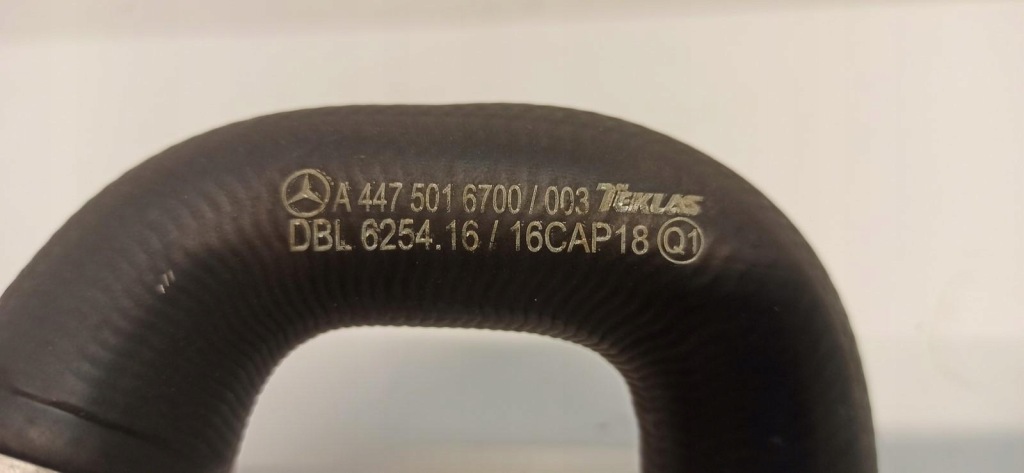 A 447 501 6700 / 003 TEKLAS
DBL 6254.16 / 16CAP18 Q1